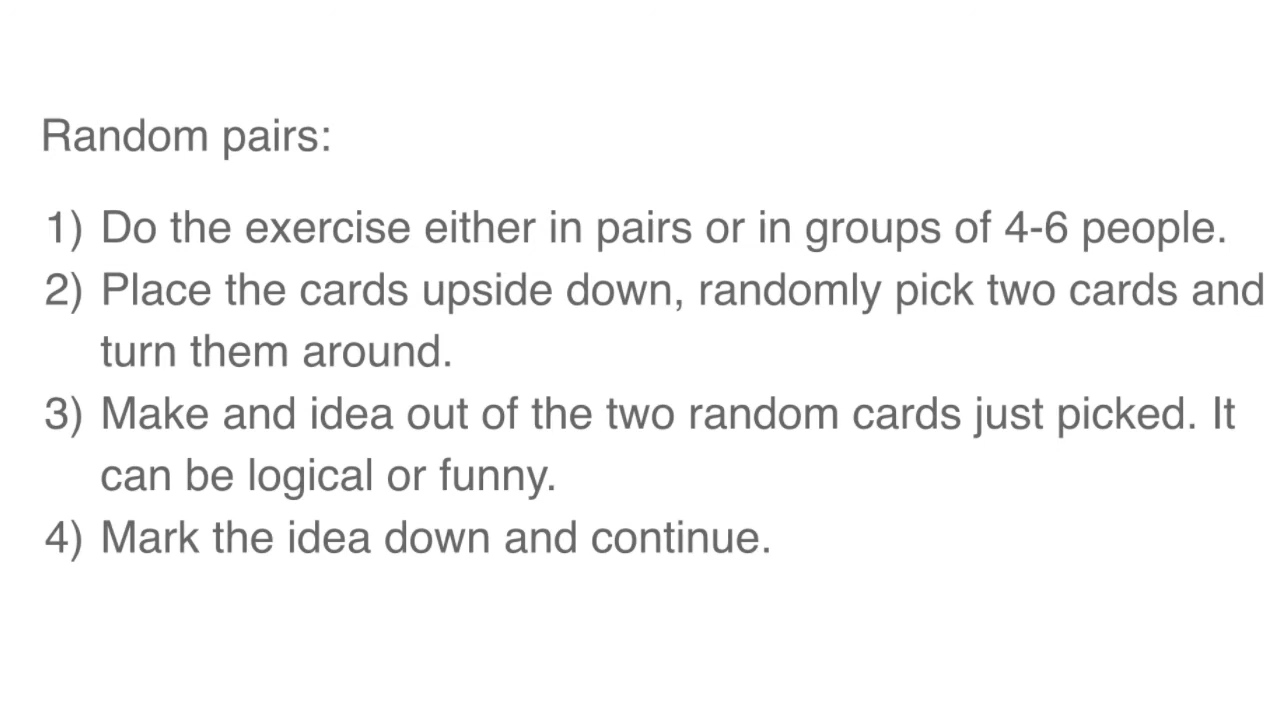 Random pairs:
1) Do the exercise either in pairs or in groups of 4-6 people.
2) Place the cards upside down, randomly pick two cards and
turn them around.
3) Make and idea out of the two random cards just picked. It
can be logical or funny.
4) Mark the idea down and continue.